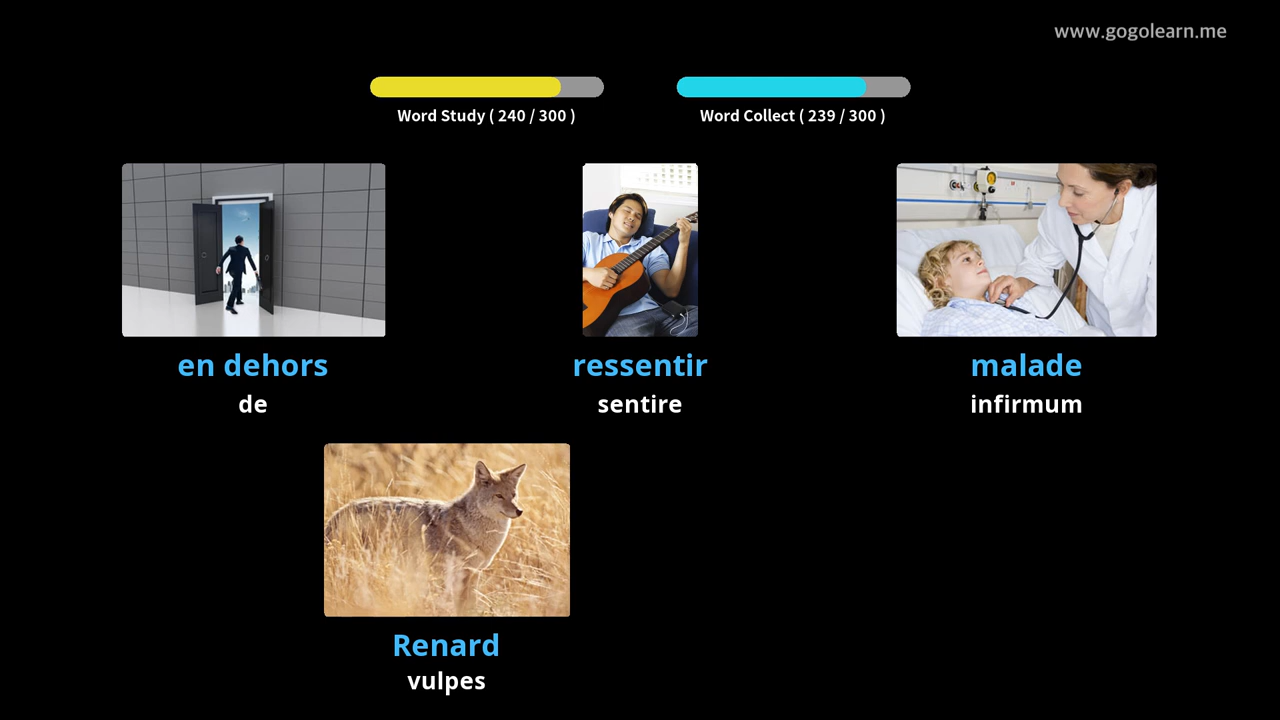 www.gogolearn.me
Word Study ( 240 / 300 )
Word Collect ( 239 / 300 )
en dehors
de
ressentir
sentire
malade
infirmum
Renard
vulpes